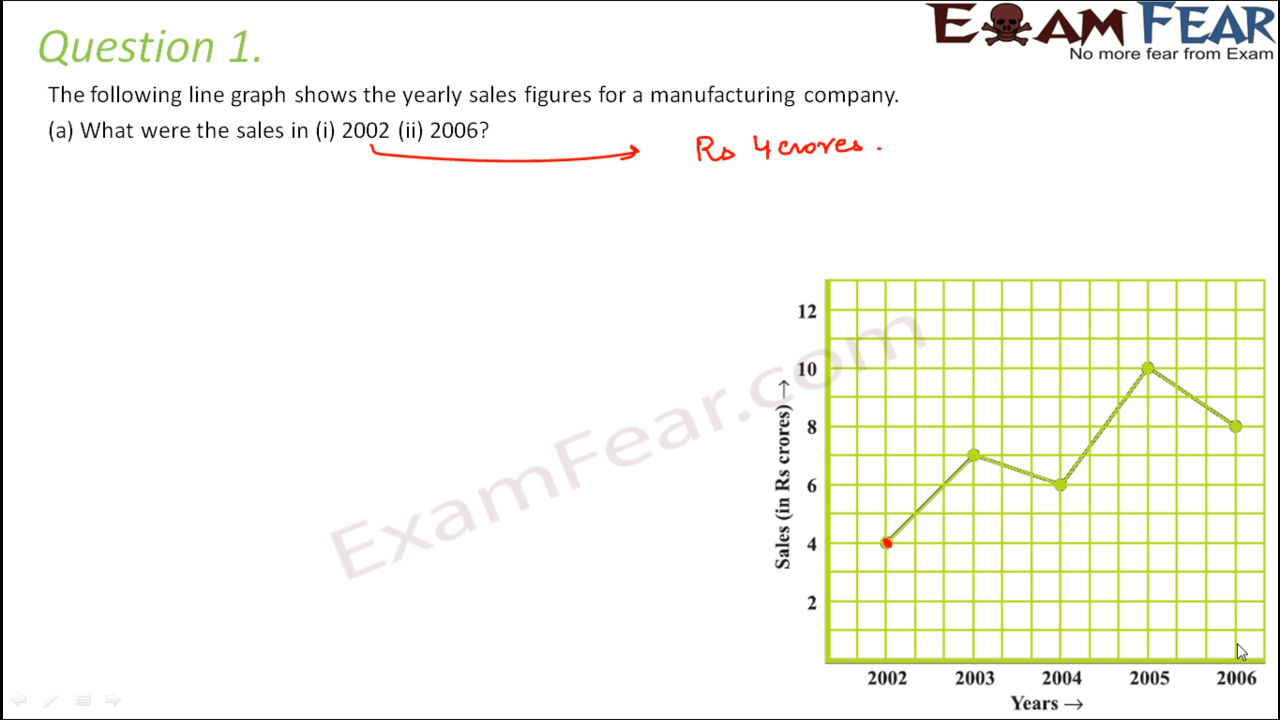 EXAM FEAR
No more fear from Exam
Question 1.
The following line graph shows the yearly sales figures for a manufacturing company.
(a) What were the sales in (i) 2002 (ii) 2006?
Rs 4 crores.
ExamFear.com
12
10
8
6
4
2
Sales (in Rs crores) →
2002 2003 2004 2005 2006
Years →